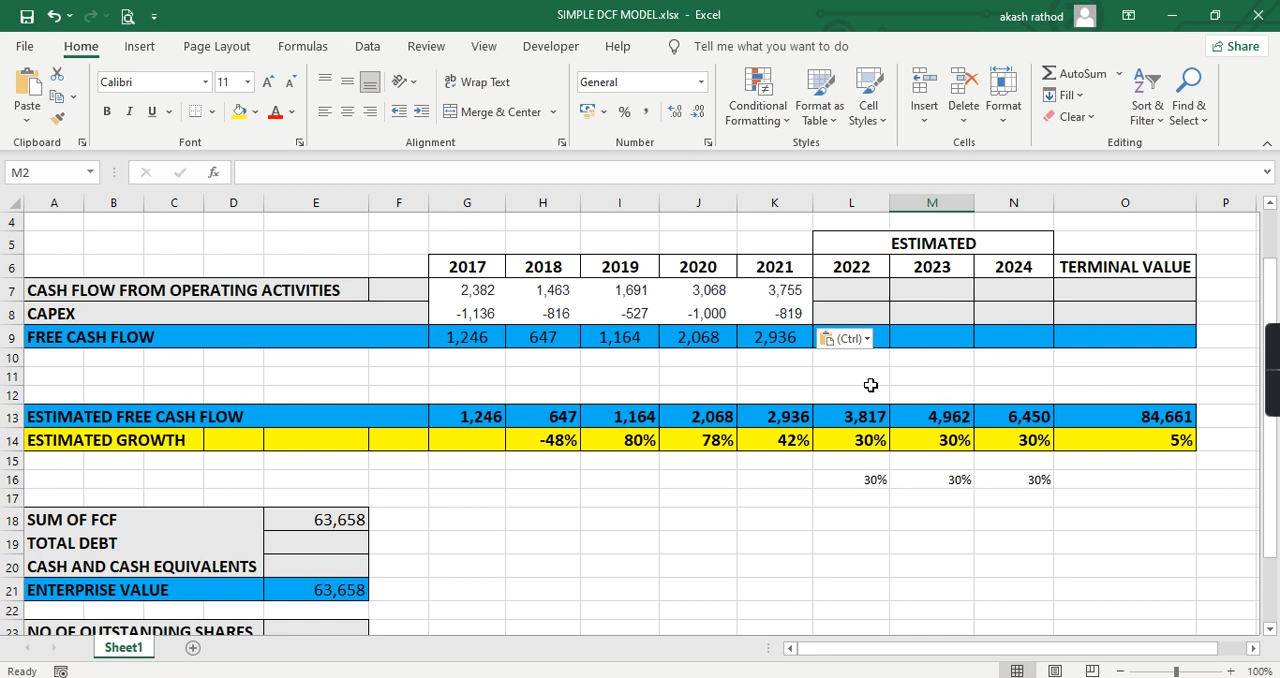 SIMPLE DCF MODEL.xlsx - Excel
akash rathod
File Home Insert Page Layout Formulas Data Review View Developer Help Tell me what you want to do Share
Paste
Clipboard
Calibri 11
B I U
A A
Font
Wrap Text
Merge & Center
Alignment
General
%
Number
Conditional Formatting
Format as Table
Cell Styles
Styles
Insert Delete Format
Cells
AutoSum
Fill
Clear
Sort & Filter
Find & Select
Editing
M2 fx
A B C D E F G H I J K L M N O P
4
5 ESTIMATED
6 2017 2018 2019 2020 2021 2022 2023 2024 TERMINAL VALUE
7 CASH FLOW FROM OPERATING ACTIVITIES 2,382 1,463 1,691 3,068 3,755
8 CAPEX -1,136 -816 -527 -1,000 -819
9 FREE CASH FLOW 1,246 647 1,164 2,068 2,936 (Ctrl)
10
11
12
13 ESTIMATED FREE CASH FLOW 1,246 647 1,164 2,068 2,936 3,817 4,962 6,450 84,661
14 ESTIMATED GROWTH -48% 80% 78% 42% 30% 30% 30% 5%
15
16 30% 30% 30%
17
18 SUM OF FCF 63,658
19 TOTAL DEBT
20 CASH AND CASH EQUIVALENTS
21 ENTERPRISE VALUE 63,658
22
23 NO OF OUTSTANDING SHARES
Sheet1
Ready 100%